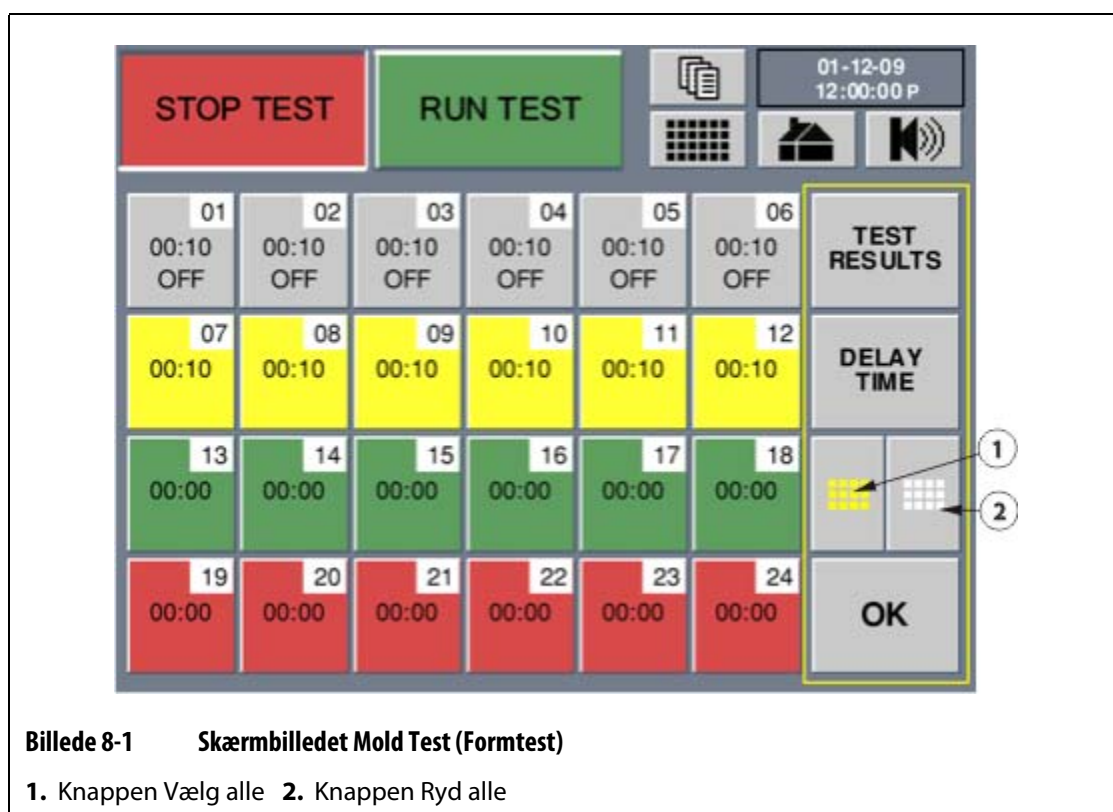 STOP TEST RUN TEST 01-12-09
12:00:00 P
01 02 03 04 05 06
00:10 00:10 00:10 00:10 00:10 00:10
OFF OFF OFF OFF OFF OFF
TEST
RESULTS
07 08 09 10 11 12
00:10 00:10 00:10 00:10 00:10 00:10
DELAY
TIME
13 14 15 16 17 18
00:00 00:00 00:00 00:00 00:00 00:00
1
2
19 20 21 22 23 24
00:00 00:00 00:00 00:00 00:00 00:00
OK
Billede 8-1 Skærmbilledet Mold Test (Formtest)
1. Knappen Vælg alle 2. Knappen Ryd alle